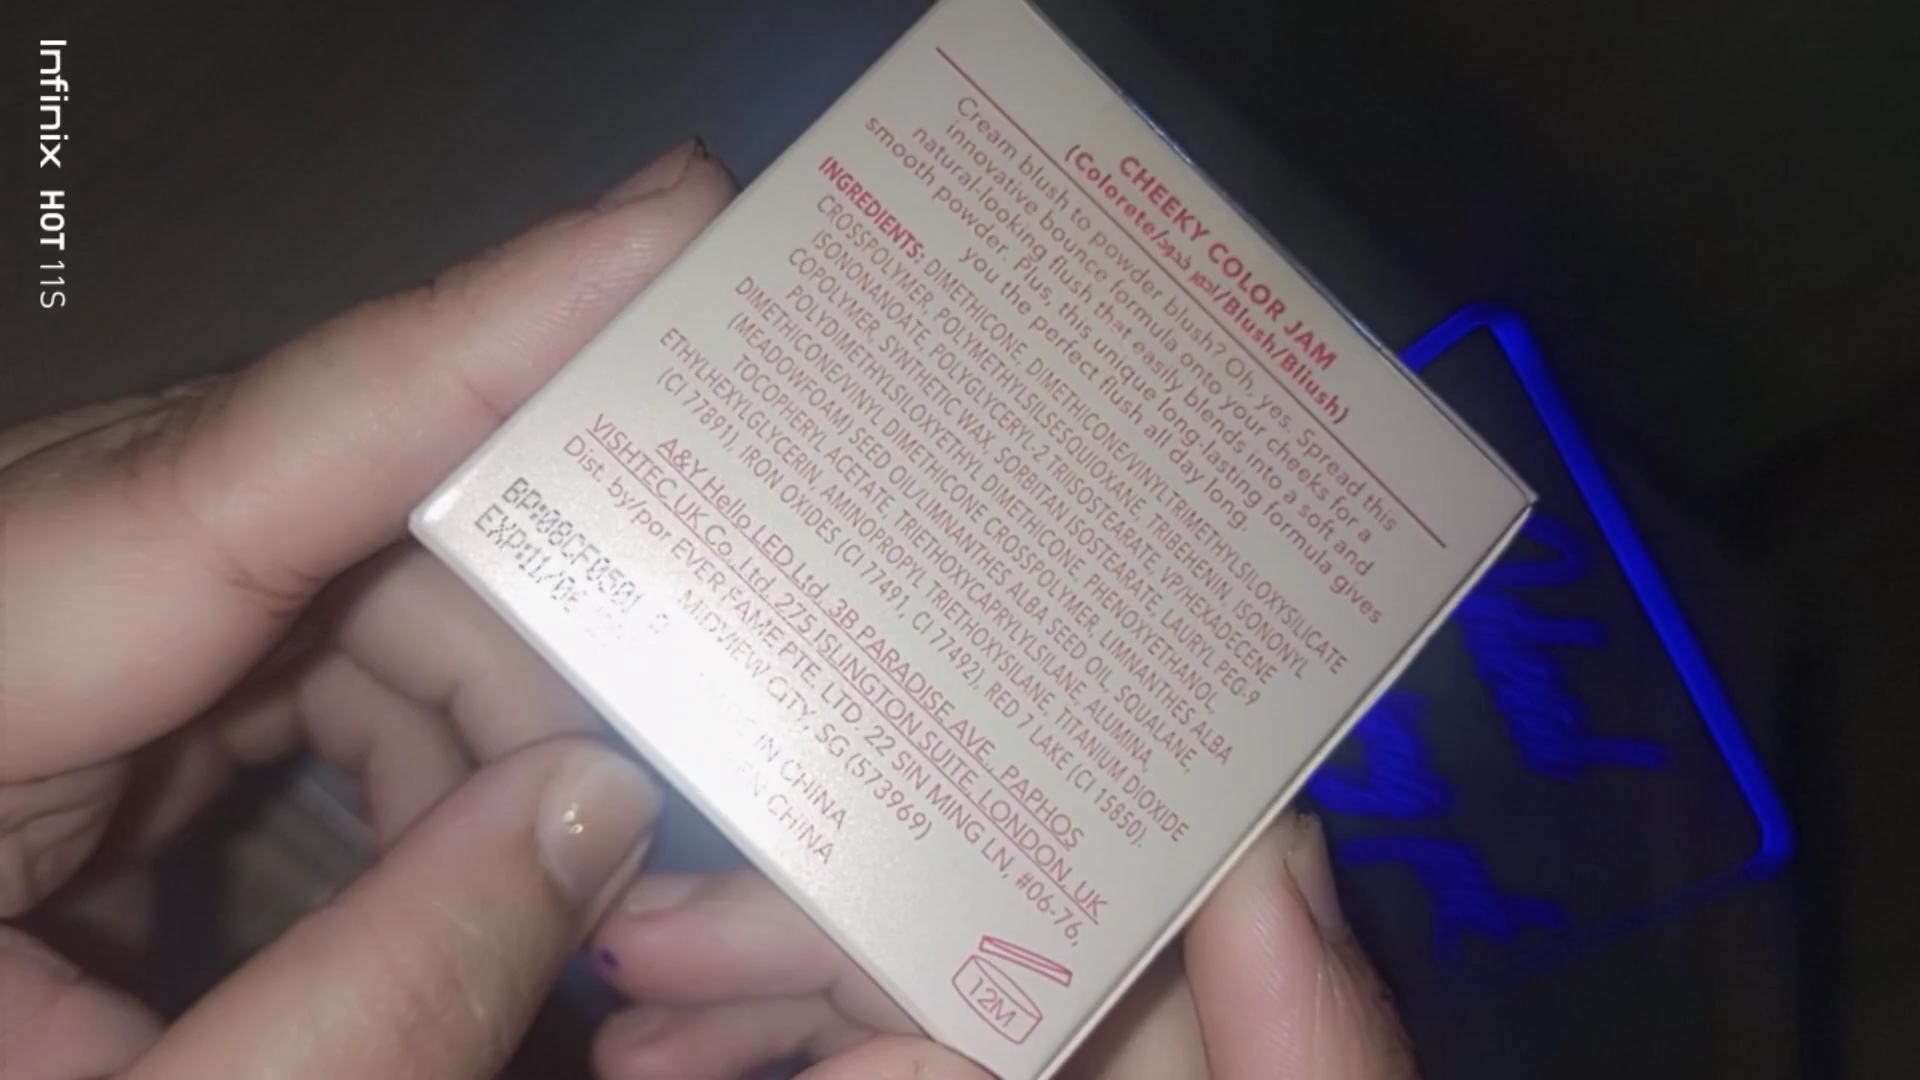 CHEEKY COLOR JAM
(Colorete/أحمر خدود/Blush/Blush)
Cream blush to powder blush? Oh, yes. Spread this
innovative bounce formula onto your cheeks for a
natural-looking flush that easily blends into a soft and
smooth powder. Plus, this unique long-lasting formula gives
you the perfect flush all day long.
INGREDIENTS: DIMETHICONE, DIMETHICONE/VINYLTRIMETHYLSILOXYSILICATE
CROSSPOLYMER, POLYMETHYLSILSESQUIOXANE, TRIBEHENIN, ISONONYL
ISONONANOATE, POLYGLYCERYL-2 TRIISOSTEARATE, VP/HEXADECENE
COPOLYMER, SYNTHETIC WAX, SORBITAN ISOSTEARATE, LAURYL PEG-9
POLYDIMETHYLSILOXYETHYL DIMETHICONE, PHENOXYETHANOL,
DIMETHICONE/VINYL DIMETHICONE CROSSPOLYMER, LIMNANTHES ALBA
(MEADOWFOAM) SEED OIL/LIMNANTHES ALBA SEED OIL, SQUALANE,
TOCOPHERYL ACETATE, TRIETHOXYCAPRYLYLSILANE, ALUMINA,
ETHYLHEXYLGLYCERIN, AMINOPROPYL TRIETHOXYSILANE, TITANIUM DIOXIDE
(CI 77891), IRON OXIDES (CI 77491, CI 77492), RED 7 LAKE (CI 15850).
A&Y Hello LED Ltd, 3B PARADISE AVE., PAPHOS
VISHTEC UK Co., Ltd. 275 ISLINGTON SUITE, LONDON, UK
Dist. by/por EVER FAME PTE. LTD. 22 SIN MING LN, #06-76,
MIDVIEW CITY, SG (573969)
IN CHINA
EN CHINA
BP:08CF0501
EXP:11/06
12M
Infinix HOT 11S